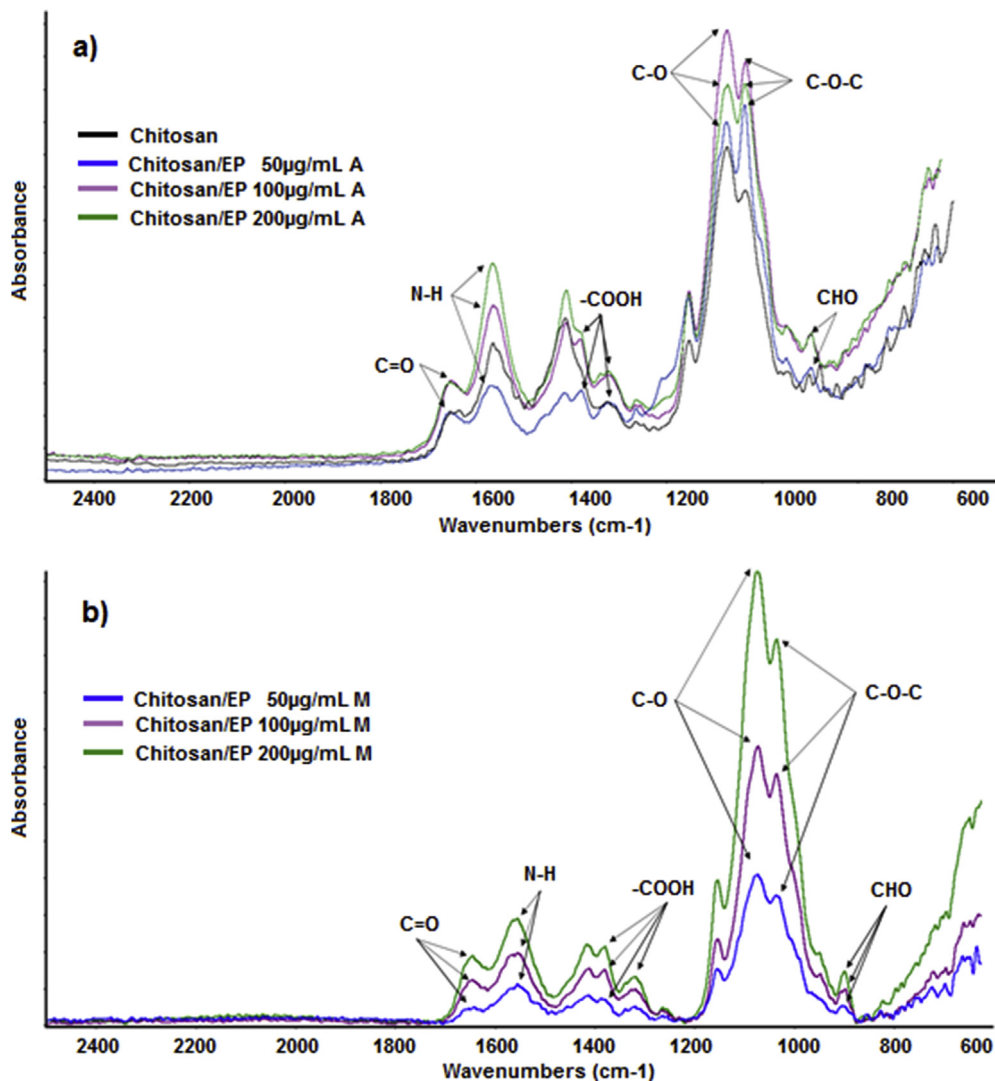 a)
C-O
C-O-C
Chitosan
Chitosan/EP 50µg/mL A
Chitosan/EP 100µg/mL A
Chitosan/EP 200µg/mL A
Absorbance
N-H
-COOH
CHO
C=O
2400 2200 2000 1800 1600 1400 1200 1000 800 600
Wavenumbers (cm-1)
b)
Chitosan/EP 50µg/mL M
Chitosan/EP 100µg/mL M
Chitosan/EP 200µg/mL M
C-O
C-O-C
Absorbance
N-H
-COOH
CHO
C=O
2400 2200 2000 1800 1600 1400 1200 1000 800 600
Wavenumbers (cm-1)